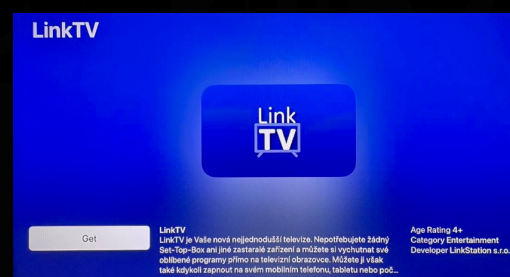 LinkTV
Link
TV
Get
LinkTV
LinkTV je Vaše nová nejjednodušší televize. Nepotřebujete žádný
Set-Top-Box ani jiné zastaralé zařízení a můžete si vychutnat své
oblíbené programy přímo na televizní obrazovce. Můžete ji však
také kdykoli zapnout na svém mobilním telefonu, tabletu nebo poč...
Age Rating 4+
Category Entertainment
Developer LinkStation s.r.o.